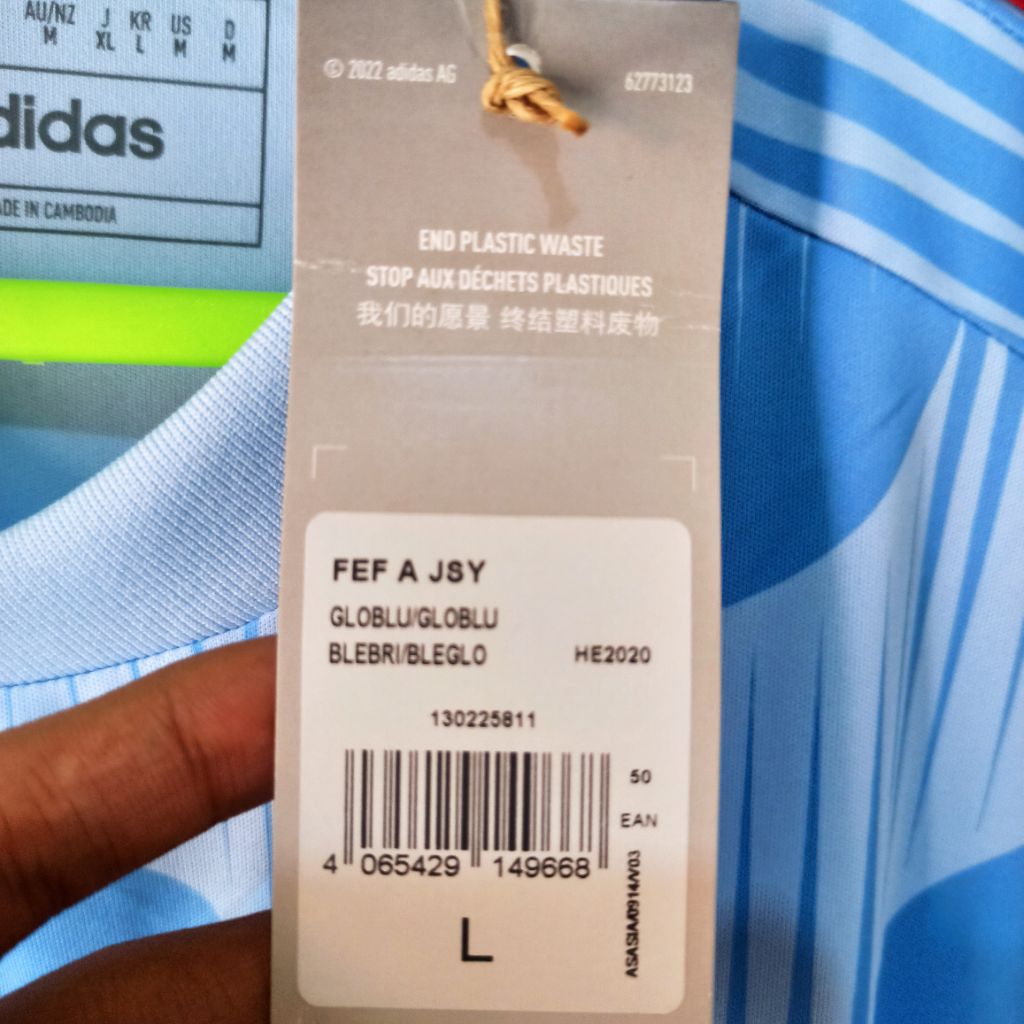 AU/NZ J KR US D
M XL L M M
didas
ADE IN CAMBODIA
© 2022 adidas AG 62773123
END PLASTIC WASTE
STOP AUX DÉCHETS PLASTIQUES
我们的愿景 终结塑料废物
FEF A JSY
GLOBLU/GLOBLU
BLEBRI/BLEGLO HE2020
130225811
50
EAN
4 065429 149668
ASASIA/0914/V03
L